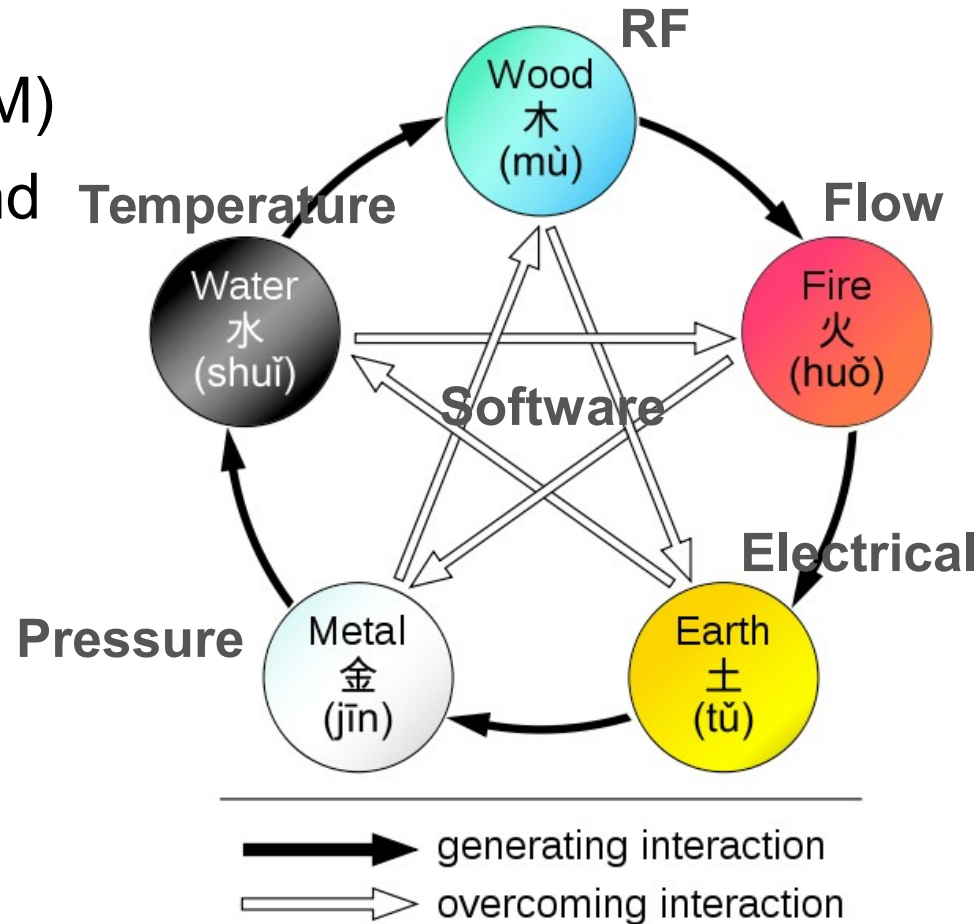 M)
nd
RF
Wood
木
(mù)
Temperature
Flow
Water
水
(shuǐ)
Fire
火
(huǒ)
Software
Electrical
Pressure
Metal
金
(jīn)
Earth
土
(tǔ)
generating interaction
overcoming interaction